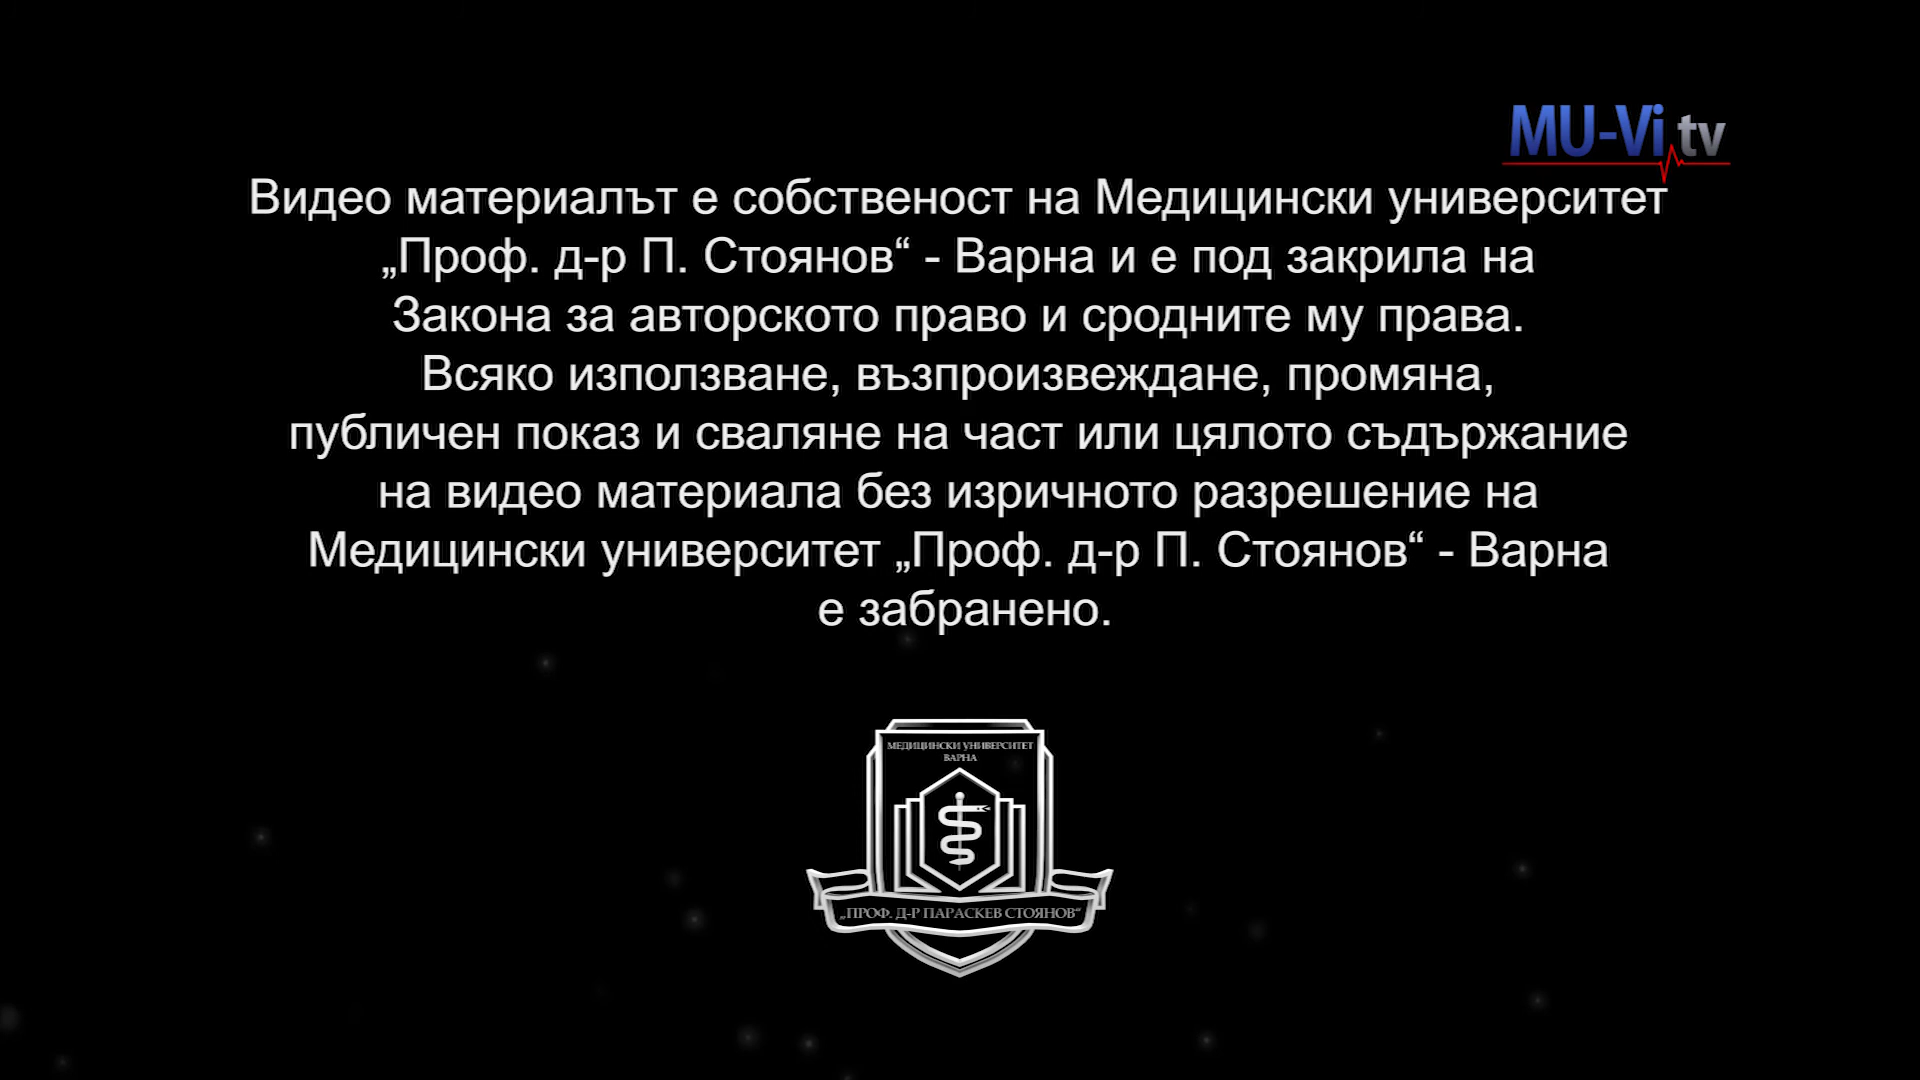 MU-Vi.tv
Видео материалът е собственост на Медицински университет
„Проф. д-р П. Стоянов“ - Варна и е под закрила на
Закона за авторското право и сродните му права.
Всяко използване, възпроизвеждане, промяна,
публичен показ и сваляне на част или цялото съдържание
на видео материала без изричното разрешение на
Медицински университет „Проф. д-р П. Стоянов“ - Варна
е забранено.
МЕДИЦИНСКИ УНИВЕРСИТЕТ
ВАРНА
„ПРОФ. Д-Р ПАРАСКЕВ СТОЯНОВ“